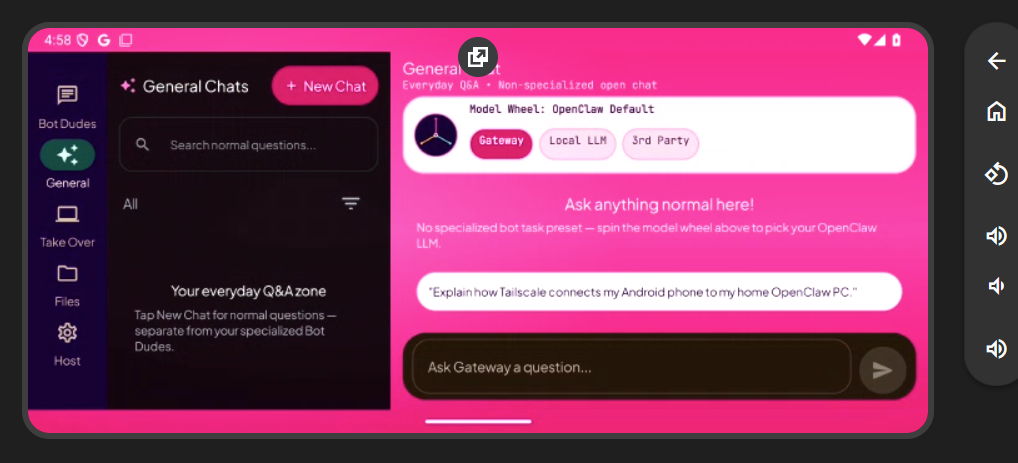 4:58
Bot Dudes
General
Take Over
Files
Host
General Chats
+ New Chat
Search normal questions...
All
Your everyday Q&A zone
Tap New Chat for normal questions —
separate from your specialized Bot
Dudes.
General
Everyday Q&A • Non-specialized open chat
Model Wheel: OpenClaw Default
Gateway
Local LLM
3rd Party
Ask anything normal here!
No specialized bot task preset — spin the model wheel above to pick your OpenClaw
LLM.
"Explain how Tailscale connects my Android phone to my home OpenClaw PC."
Ask Gateway a question...